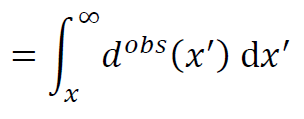 = ∫_x^∞ d^{obs}(x′) dx′